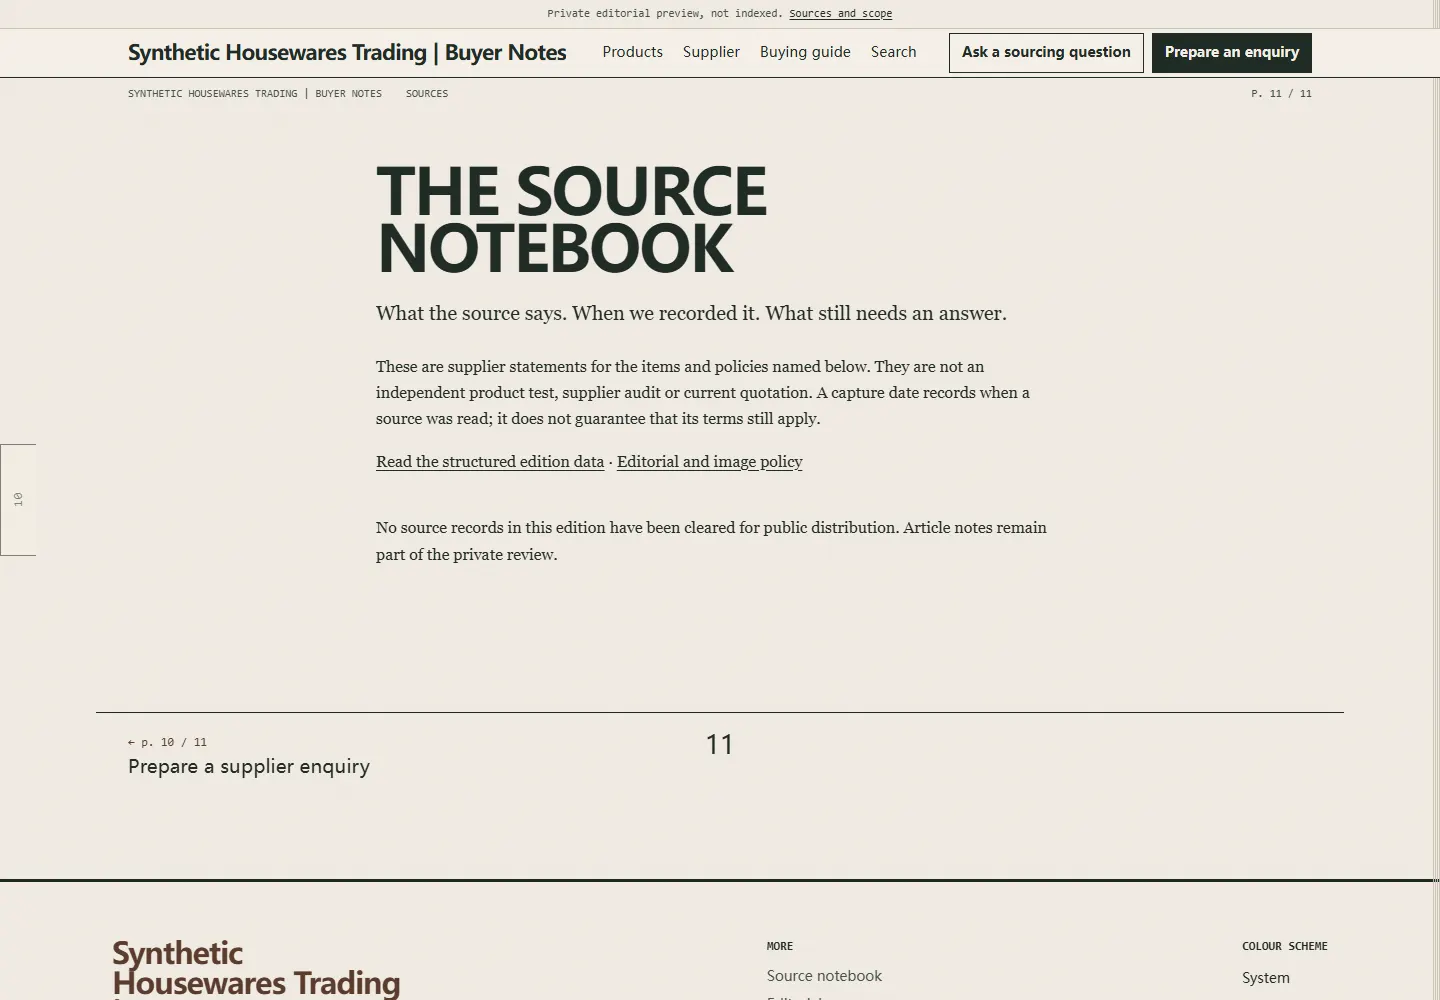 Private editorial preview, not indexed. Sources and scope
Synthetic Housewares Trading | Buyer Notes
Products
Supplier
Buying guide
Search
Ask a sourcing question
Prepare an enquiry
SYNTHETIC HOUSEWARES TRADING | BUYER NOTES
SOURCES
P. 11 / 11
THE SOURCE
NOTEBOOK
What the source says. When we recorded it. What still needs an answer.
These are supplier statements for the items and policies named below. They are not an
independent product test, supplier audit or current quotation. A capture date records when a
source was read; it does not guarantee that its terms still apply.
Read the structured edition data · Editorial and image policy
10
No source records in this edition have been cleared for public distribution. Article notes remain
part of the private review.
← p. 10 / 11
Prepare a supplier enquiry
11
Synthetic
Housewares Trading
MORE
Source notebook
COLOUR SCHEME
System